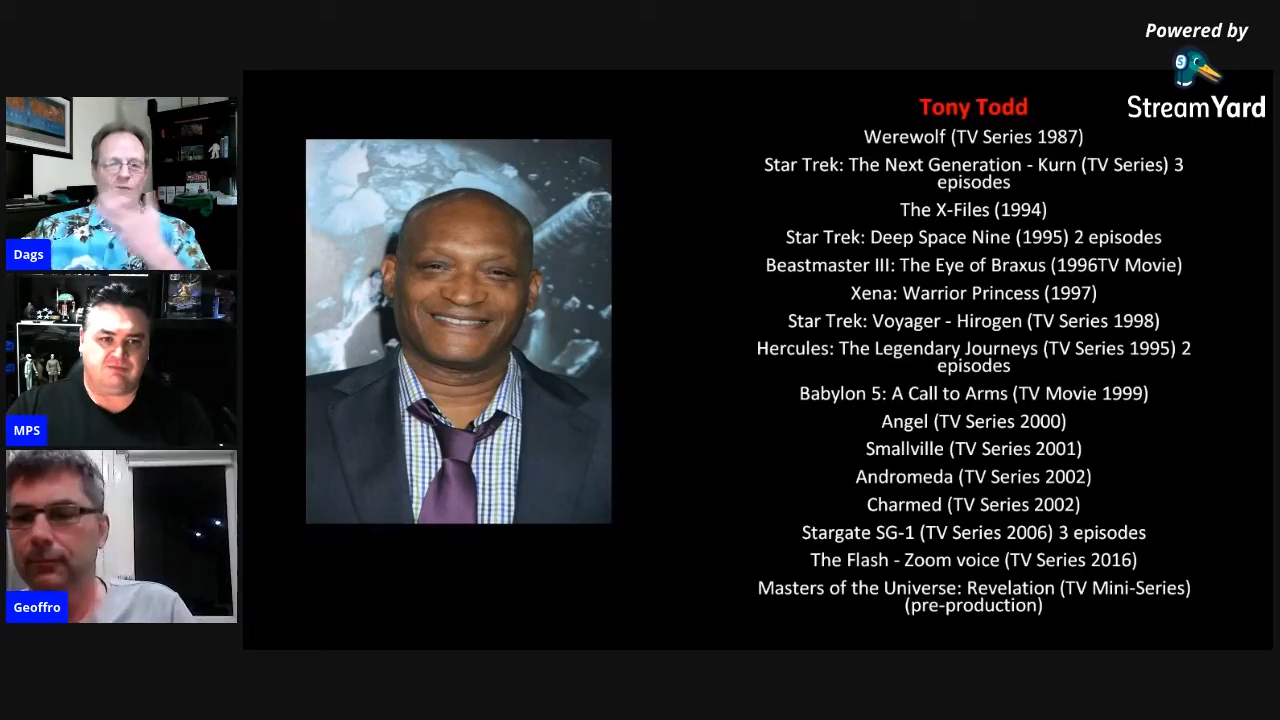 Powered by
StreamYard
Tony Todd
Werewolf (TV Series 1987)
Star Trek: The Next Generation - Kurn (TV Series) 3
episodes
The X-Files (1994)
Star Trek: Deep Space Nine (1995) 2 episodes
Beastmaster III: The Eye of Braxus (1996TV Movie)
Xena: Warrior Princess (1997)
Star Trek: Voyager - Hirogen (TV Series 1998)
Hercules: The Legendary Journeys (TV Series 1995) 2
episodes
Babylon 5: A Call to Arms (TV Movie 1999)
Angel (TV Series 2000)
Smallville (TV Series 2001)
Andromeda (TV Series 2002)
Charmed (TV Series 2002)
Stargate SG-1 (TV Series 2006) 3 episodes
The Flash - Zoom voice (TV Series 2016)
Masters of the Universe: Revelation (TV Mini-Series)
(pre-production)
Dags
MPS
Geoffro